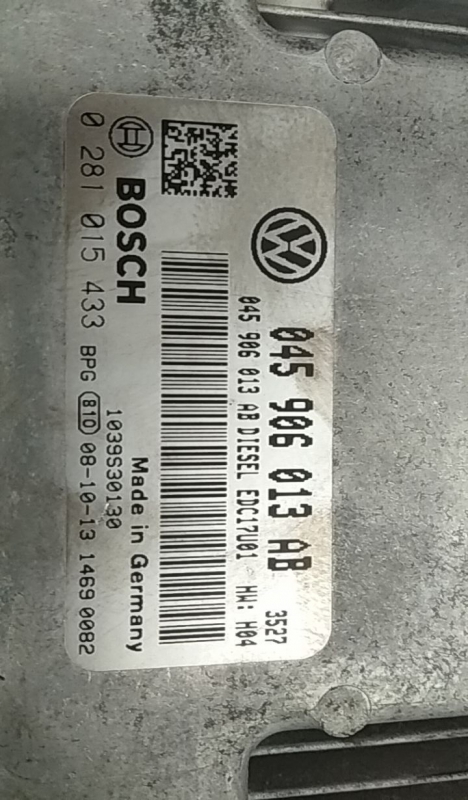 045 906 013 AB
3527
045 906 013 AB DIESEL EDC17U01 HW: H04
BOSCH
Made in Germany
1039S30130
0 281 015 433 BPG 81D 08-10-13 1469 0082